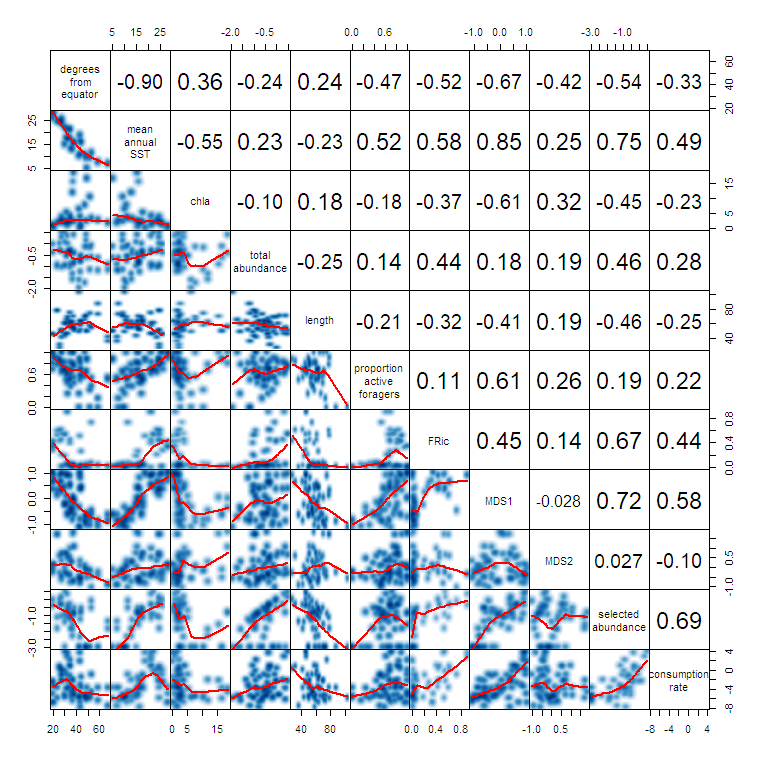 5 15 25 -2.0 -0.5 0.0 0.6 -1.0 0.0 1.0 -3.0 -1.0
degrees
from
equator
-0.90 0.36 -0.24 0.24 -0.47 -0.52 -0.67 -0.42 -0.54 -0.33
20 40 60
5 15 25
mean
annual
SST
-0.55 0.23 -0.23 0.52 0.58 0.85 0.25 0.75 0.49
chla
-0.10 0.18 -0.18 -0.37 -0.61 0.32 -0.45 -0.23
0 5 15
-2.0 -0.5
total
abundance
-0.25 0.14 0.44 0.18 0.19 0.46 0.28
length
-0.21 -0.32 -0.41 0.19 -0.46 -0.25
40 80
0.0 0.6
proportion
active
foragers
0.11 0.61 0.26 0.19 0.22
FRic
0.45 0.14 0.67 0.44
0.0 0.4 0.8
-1.0 0.0 1.0
MDS1
-0.028 0.72 0.58
MDS2
0.027 -0.10
-1.0 0.5
-3.0 -1.0
selected
abundance
0.69
consumption
rate
-8 -4 0 4
20 40 60 0 5 15 40 80 0.0 0.4 0.8 -1.0 0.5 -8 -4 0 4